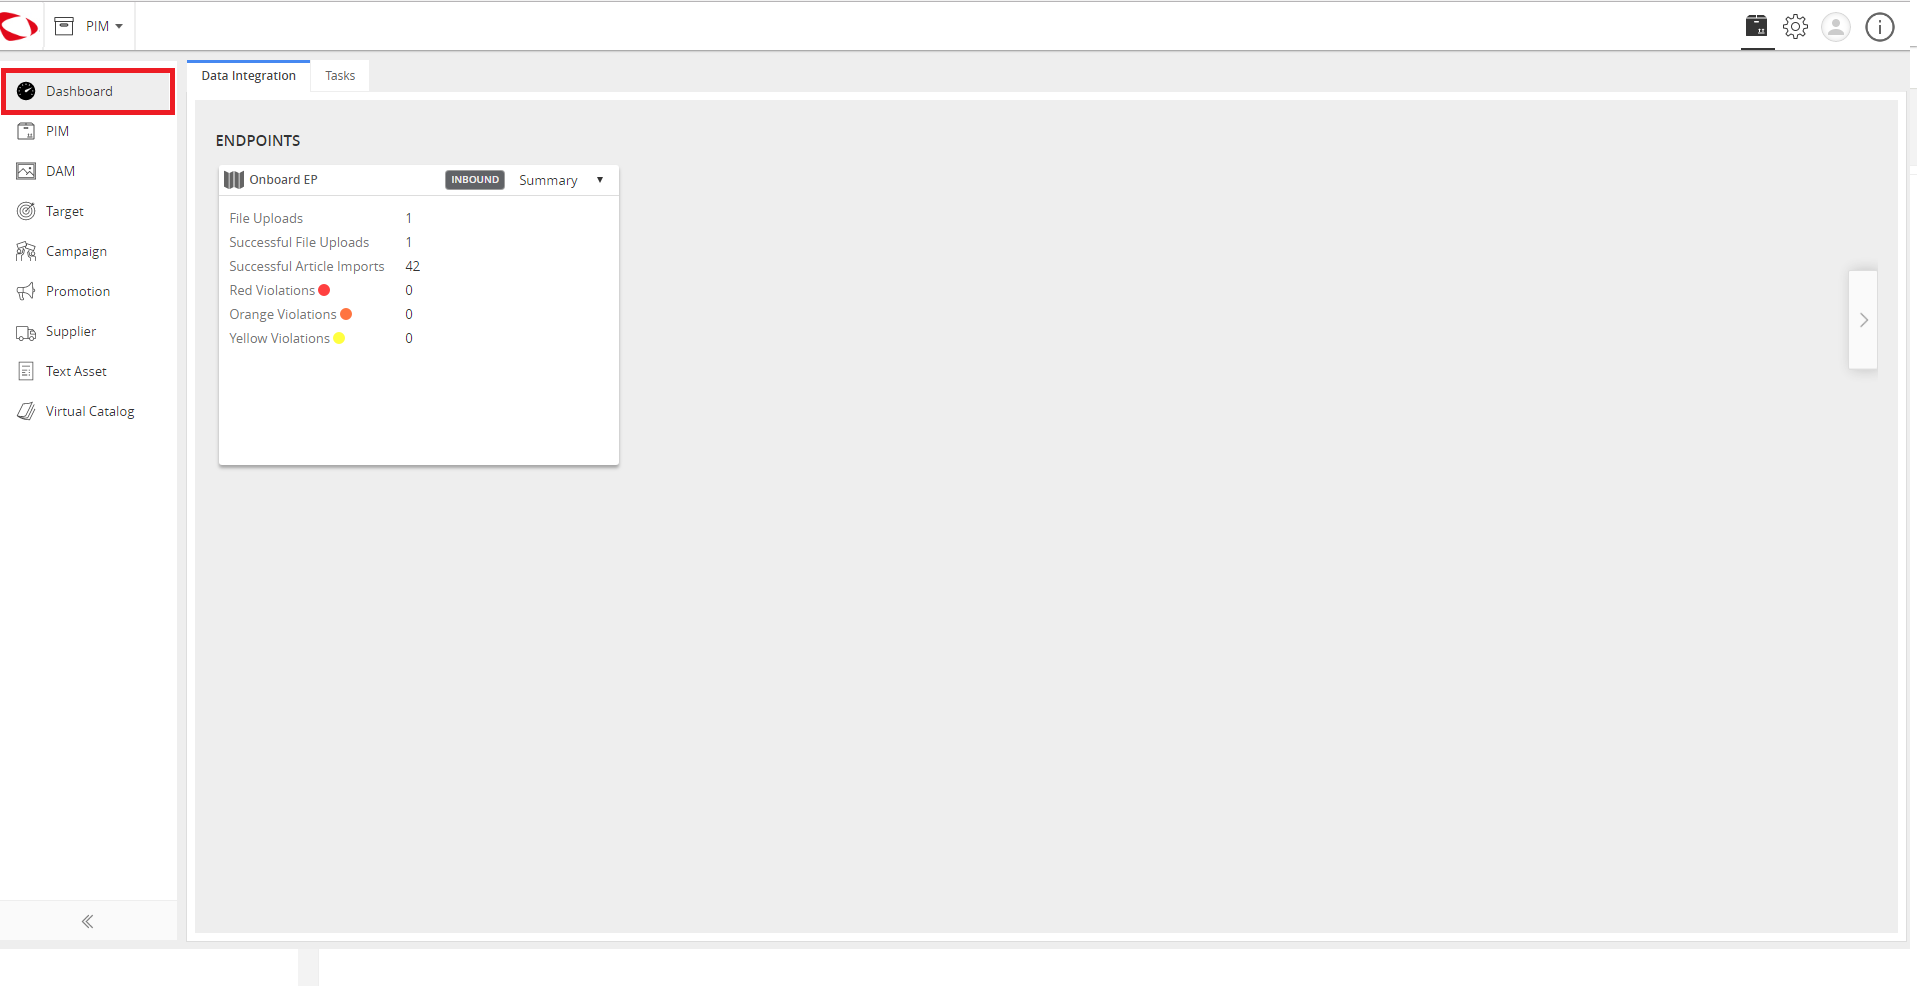 PIM
Dashboard
PIM
DAM
Target
Campaign
Promotion
Supplier
Text Asset
Virtual Catalog
Data Integration Tasks
ENDPOINTS
Onboard EP INBOUND Summary
File Uploads 1
Successful File Uploads 1
Successful Article Imports 42
Red Violations 0
Orange Violations 0
Yellow Violations 0